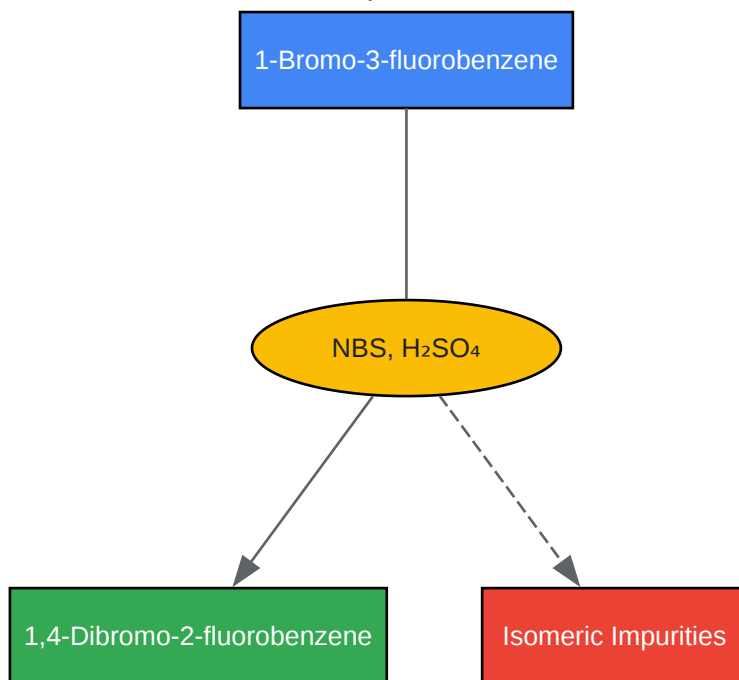 1-Bromo-3-fluorobenzene
NBS, H₂SO₄
1,4-Dibromo-2-fluorobenzene
Isomeric Impurities